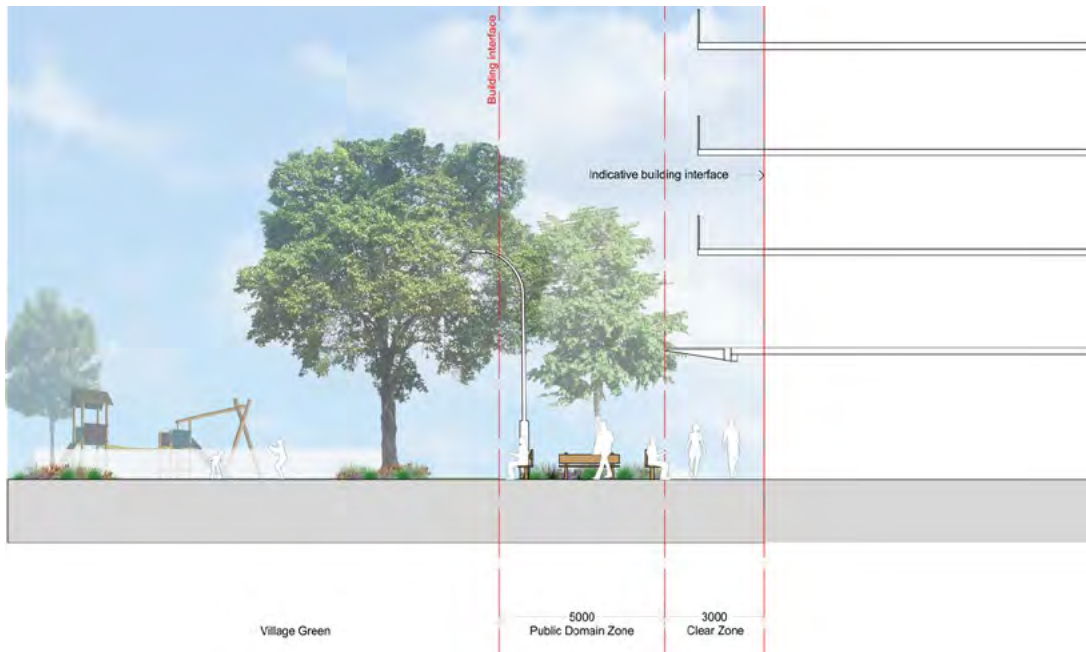 Building interface
Indicative building interface
5000
3000
Village Green
Public Domain Zone
Clear Zone